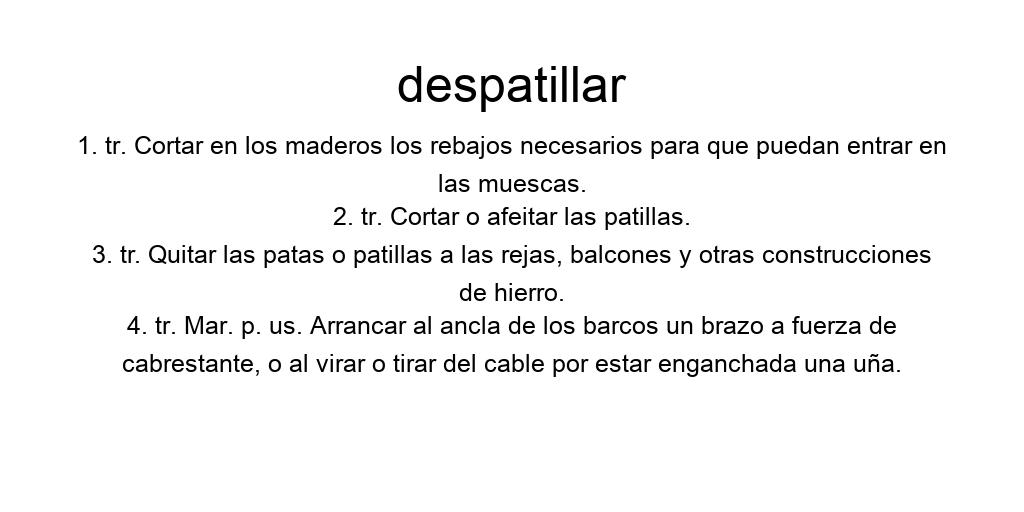 despatillar
1. tr. Cortar en los maderos los rebajos necesarios para que puedan entrar en
las muescas.
2. tr. Cortar o afeitar las patillas.
3. tr. Quitar las patas o patillas a las rejas, balcones y otras construcciones
de hierro.
4. tr. Mar. p. us. Arrancar al ancla de los barcos un brazo a fuerza de
cabrestante, o al virar o tirar del cable por estar enganchada una uña.